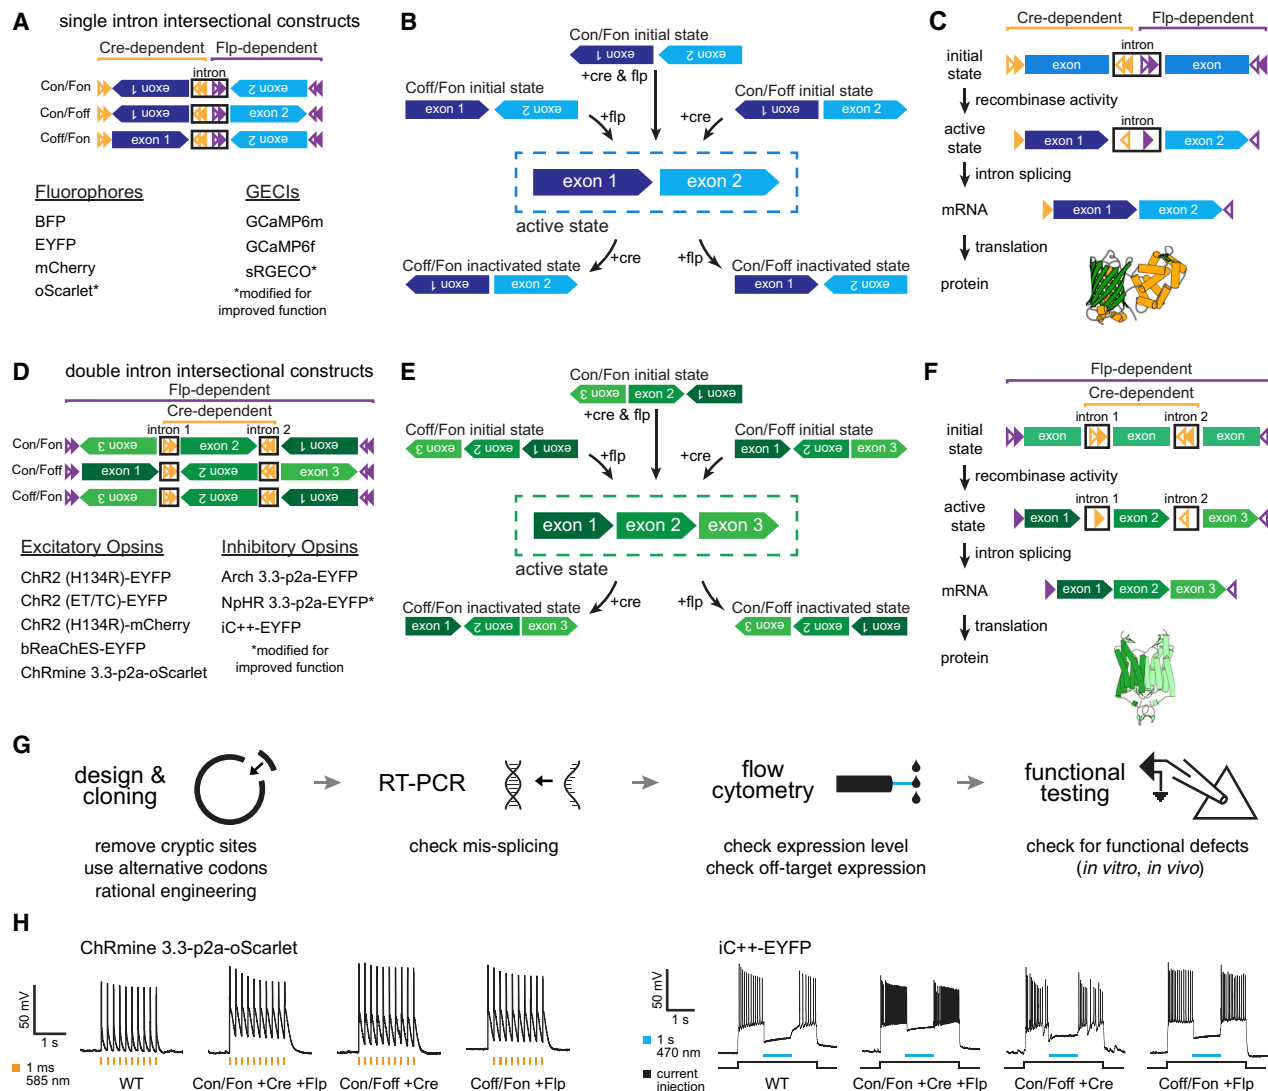 A
single intron intersectional constructs
Cre-dependent
Flp-dependent
intron
Con/Fon
exon 1
exon 2
Con/Foff
exon 1
exon 2
Coff/Fon
exon 1
exon 2
Fluorophores
BFP
EYFP
mCherry
oScarlet*
GECIs
GCaMP6m
GCaMP6f
sRGECO*
*modified for
improved function
B
Con/Fon initial state
exon 1
exon 2
+cre & flp
Coff/Fon initial state
exon 1
exon 2
+flp
Con/Foff initial state
exon 1
exon 2
+cre
exon 1
exon 2
active state
+cre
+flp
Coff/Fon inactivated state
exon 1
exon 2
Con/Foff inactivated state
exon 1
exon 2
C
Cre-dependent
Flp-dependent
initial
state
exon
intron
exon
recombinase activity
active
state
exon 1
intron
exon 2
intron splicing
mRNA
exon 1
exon 2
translation
protein
D
double intron intersectional constructs
Flp-dependent
Cre-dependent
intron 1
intron 2
Con/Fon
exon 3
exon 2
exon 1
Con/Foff
exon 1
exon 2
exon 3
Coff/Fon
exon 3
exon 2
exon 1
Excitatory Opsins
ChR2 (H134R)-EYFP
ChR2 (ET/TC)-EYFP
ChR2 (H134R)-mCherry
bReaChES-EYFP
ChRmine 3.3-p2a-oScarlet
Inhibitory Opsins
Arch 3.3-p2a-EYFP
NpHR 3.3-p2a-EYFP*
iC++-EYFP
*modified for
improved function
E
Con/Fon initial state
exon 3
exon 2
exon 1
+cre & flp
Coff/Fon initial state
exon 3
exon 2
exon 1
+flp
Con/Foff initial state
exon 1
exon 2
exon 3
+cre
exon 1
exon 2
exon 3
active state
+cre
+flp
Coff/Fon inactivated state
exon 1
exon 2
exon 3
Con/Foff inactivated state
exon 3
exon 2
exon 1
F
Flp-dependent
Cre-dependent
intron 1
intron 2
initial
state
exon
exon
exon
recombinase activity
intron 1
intron 2
active
state
exon 1
exon 2
exon 3
intron splicing
mRNA
exon 1
exon 2
exon 3
translation
protein
G
design &
cloning
remove cryptic sites
use alternative codons
rational engineering
RT-PCR
check mis-splicing
flow
cytometry
check expression level
check off-target expression
functional
testing
check for functional defects
(in vitro, in vivo)
H
ChRmine 3.3-p2a-oScarlet
50 mV
1 s
1 ms
585 nm
WT
Con/Fon +Cre +Flp
Con/Foff +Cre
Coff/Fon +Flp
iC++-EYFP
50 mV
1 s
1 s
470 nm
current
injection
WT
Con/Fon +Cre +Flp
Con/Foff +Cre
Coff/Fon +Flp